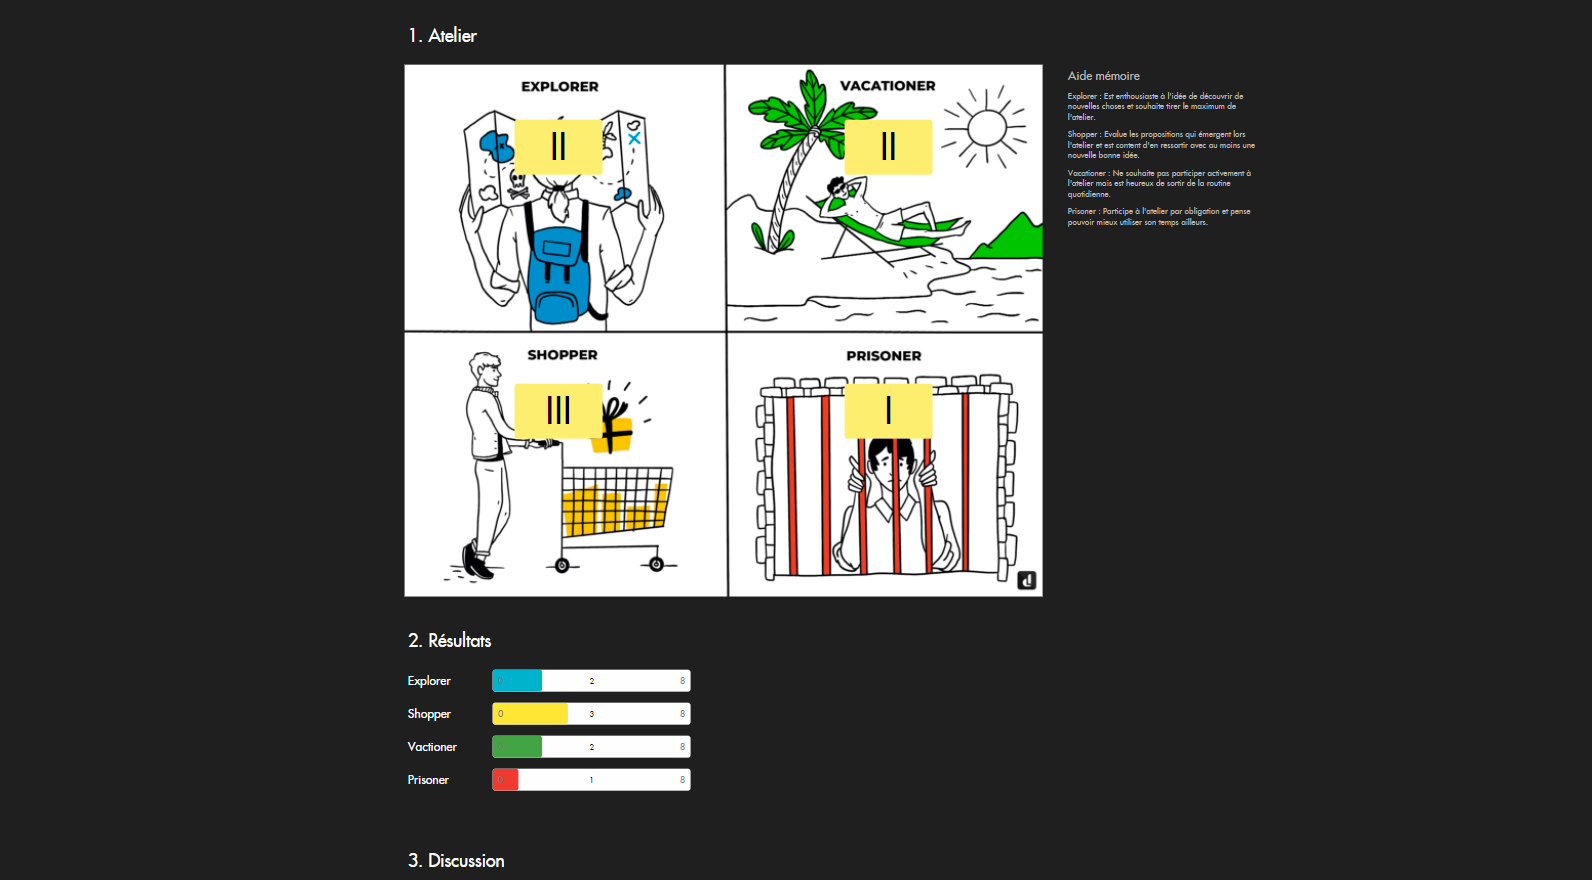 1. Atelier
EXPLORER
II
VACATIONER
II
SHOPPER
III
PRISONER
I
Aide mémoire
Explorer : Est enthousiaste à l'idée de découvrir de
nouvelles choses et souhaite tirer le maximum de
l'atelier.
Shopper : Evalue les propositions qui émergent lors
l'atelier et est content d'en ressortir avec au moins une
nouvelle bonne idée.
Vacationer : Ne souhaite pas participer activement à
l'atelier mais est heureux de sortir de la routine
quotidienne.
Prisoner : Participe à l'atelier par obligation et pense
pouvoir mieux utiliser son temps ailleurs.
2. Résultats
Explorer 0 2 8
Shopper 0 3 8
Vactioner 0 2 8
Prisoner 0 1 8
3. Discussion